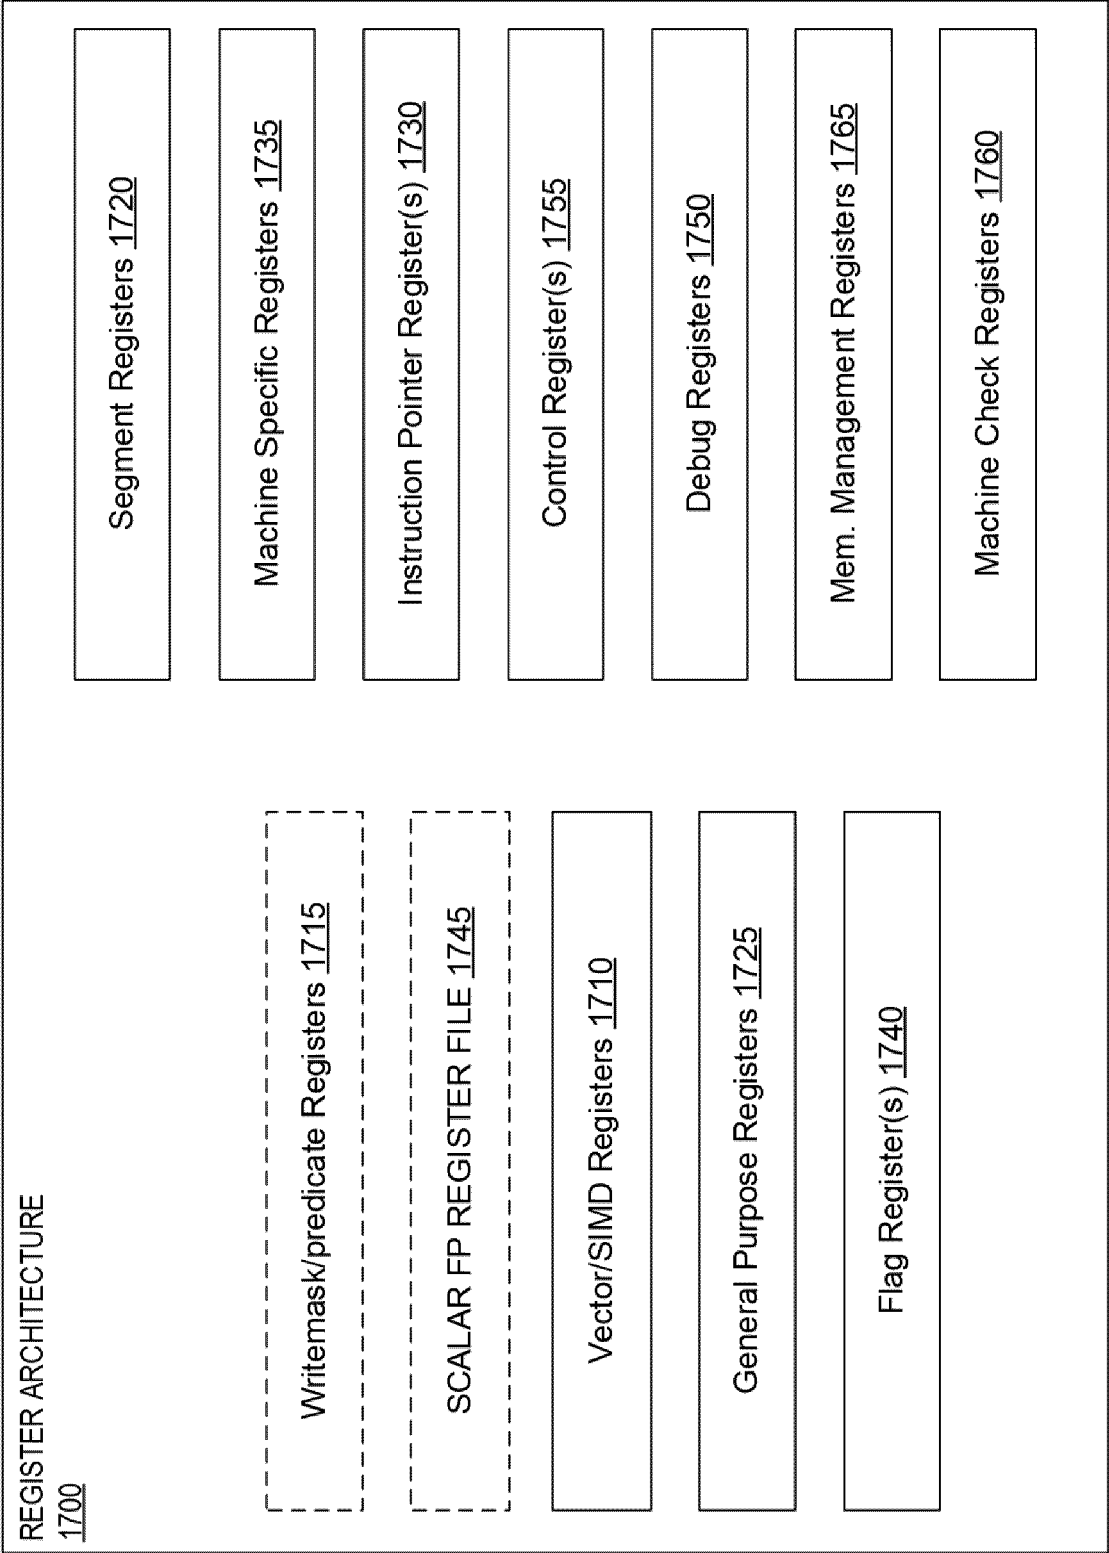 REGISTER ARCHITECTURE
1700
Writemask/predicate Registers 1715
SCALAR FP REGISTER FILE 1745
Vector/SIMD Registers 1710
General Purpose Registers 1725
Flag Register(s) 1740
Segment Registers 1720
Machine Specific Registers 1735
Instruction Pointer Register(s) 1730
Control Register(s) 1755
Debug Registers 1750
Mem. Management Registers 1765
Machine Check Registers 1760